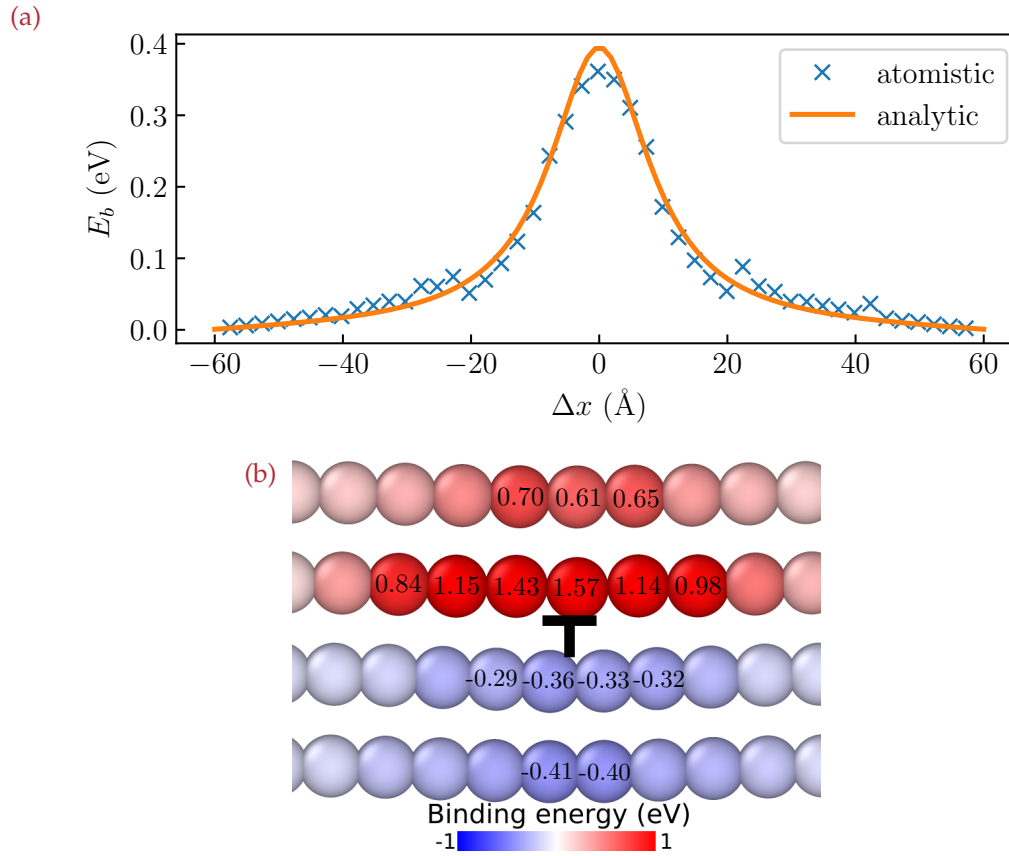 (a)
0.4
0.3
0.2
0.1
0.0
E_b (eV)
atomistic
analytic
−60 −40 −20 0 20 40 60
Δx (Å)
(b)
0.70 0.61 0.65
0.84 1.15 1.43 1.57 1.14 0.98
-0.29 -0.36 -0.33 -0.32
-0.41 -0.40
Binding energy (eV)
-1 1